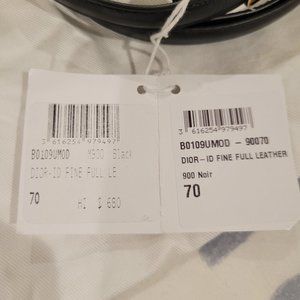 3 616254 979497
B0109UMOD M900 Black
DIOR-ID FINE FULL LE
70
HI $ 680
3 616254 979497
B0109UMOD - 90070
DIOR-ID FINE FULL LEATHER
900 Noir
70